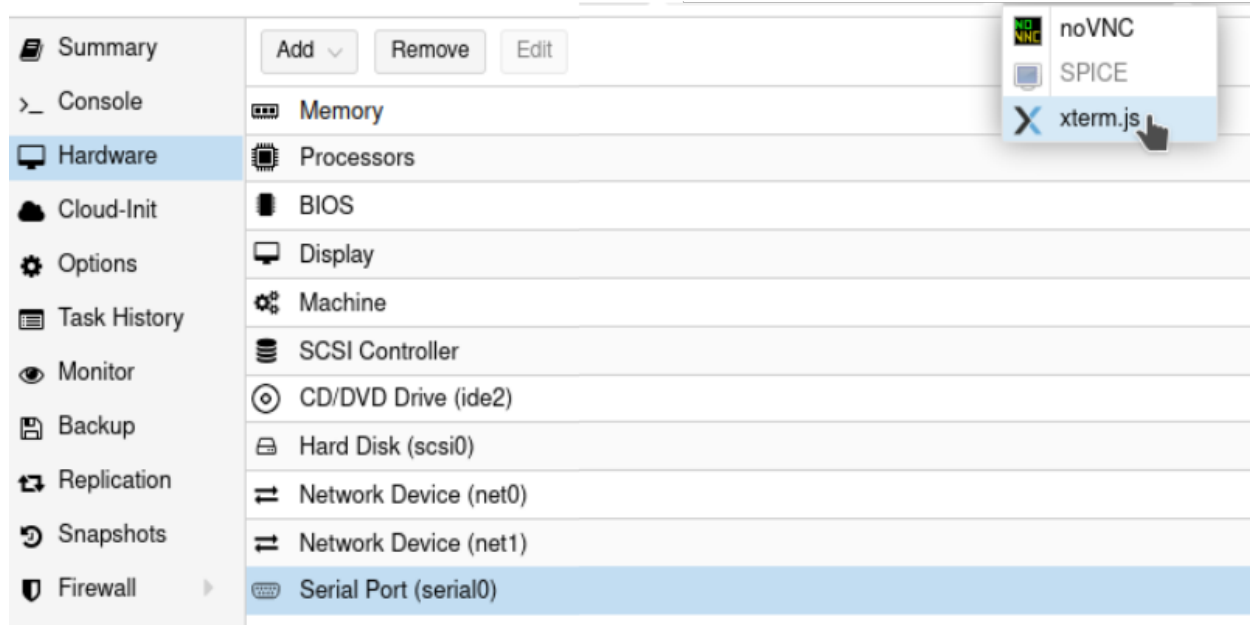 Summary
Console
Hardware
Cloud-Init
Options
Task History
Monitor
Backup
Replication
Snapshots
Firewall
Add Remove Edit
Memory
Processors
BIOS
Display
Machine
SCSI Controller
CD/DVD Drive (ide2)
Hard Disk (scsi0)
Network Device (net0)
Network Device (net1)
Serial Port (serial0)
NO VNC noVNC
SPICE
xterm.js